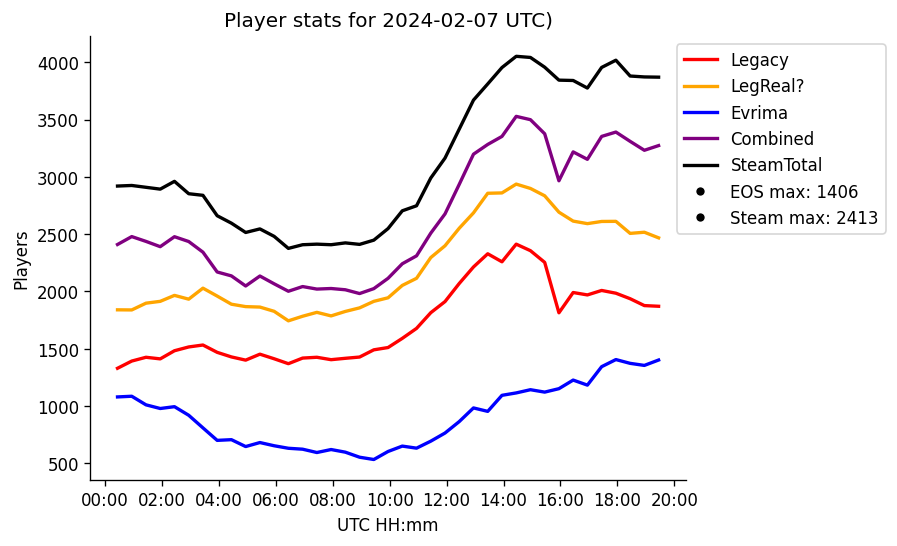 Player stats for 2024-02-07 UTC)
Legacy
LegReal?
Evrima
Combined
SteamTotal
EOS max: 1406
Steam max: 2413
Players
4000
3500
3000
2500
2000
1500
1000
500
00:00 02:00 04:00 06:00 08:00 10:00 12:00 14:00 16:00 18:00 20:00
UTC HH:mm